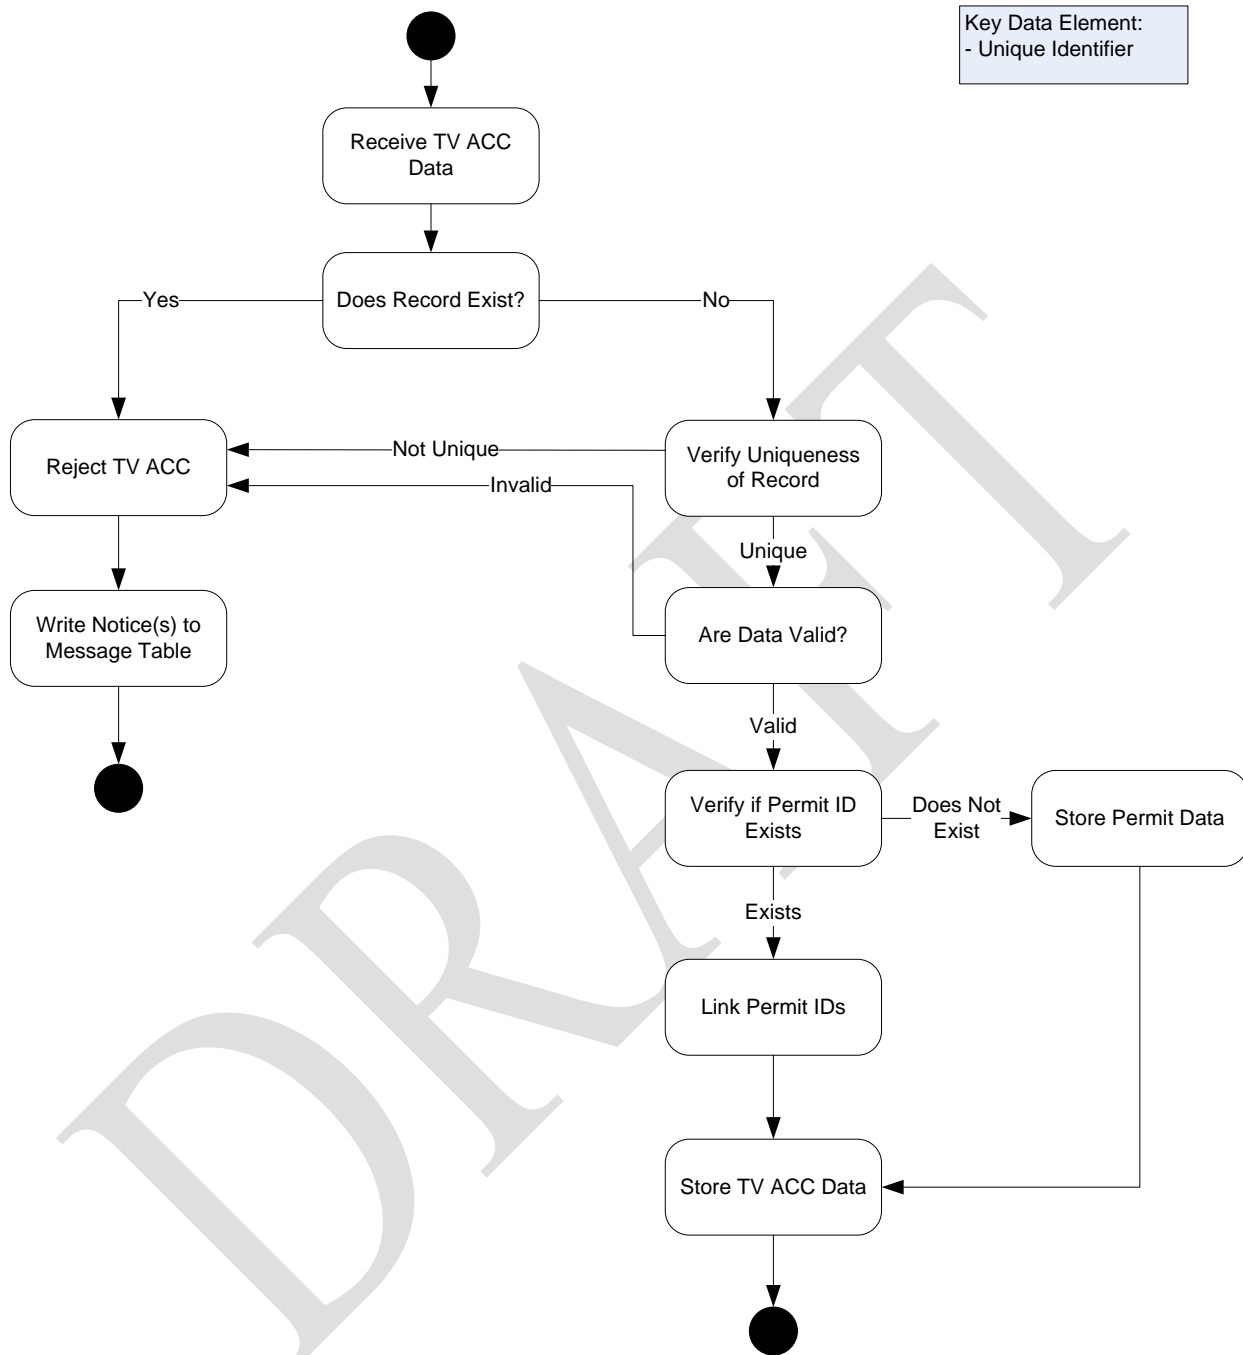 Key Data Element:
- Unique Identifier
Receive TV ACC
Data
Does Record Exist?
Yes
No
Reject TV ACC
Not Unique
Invalid
Verify Uniqueness
of Record
Unique
Write Notice(s) to
Message Table
Are Data Valid?
Valid
Verify if Permit ID
Exists
Does Not
Exist
Store Permit Data
Exists
Link Permit IDs
Store TV ACC Data
DRAFT